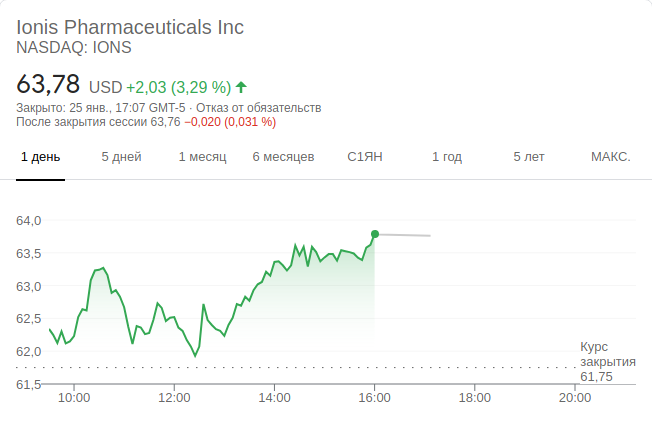 Ionis Pharmaceuticals Inc
NASDAQ: IONS
63,78 USD +2,03 (3,29 %)
Закрыто: 25 янв., 17:07 GMT-5 · Отказ от обязательств
После закрытия сессии 63,76 −0,020 (0,031 %)
1 день 5 дней 1 месяц 6 месяцев С1ЯН 1 год 5 лет МАКС.
64,0
63,5
63,0
62,5
62,0
Курс
закрытия
61,75
61,5
10:00 12:00 14:00 16:00 18:00 20:00